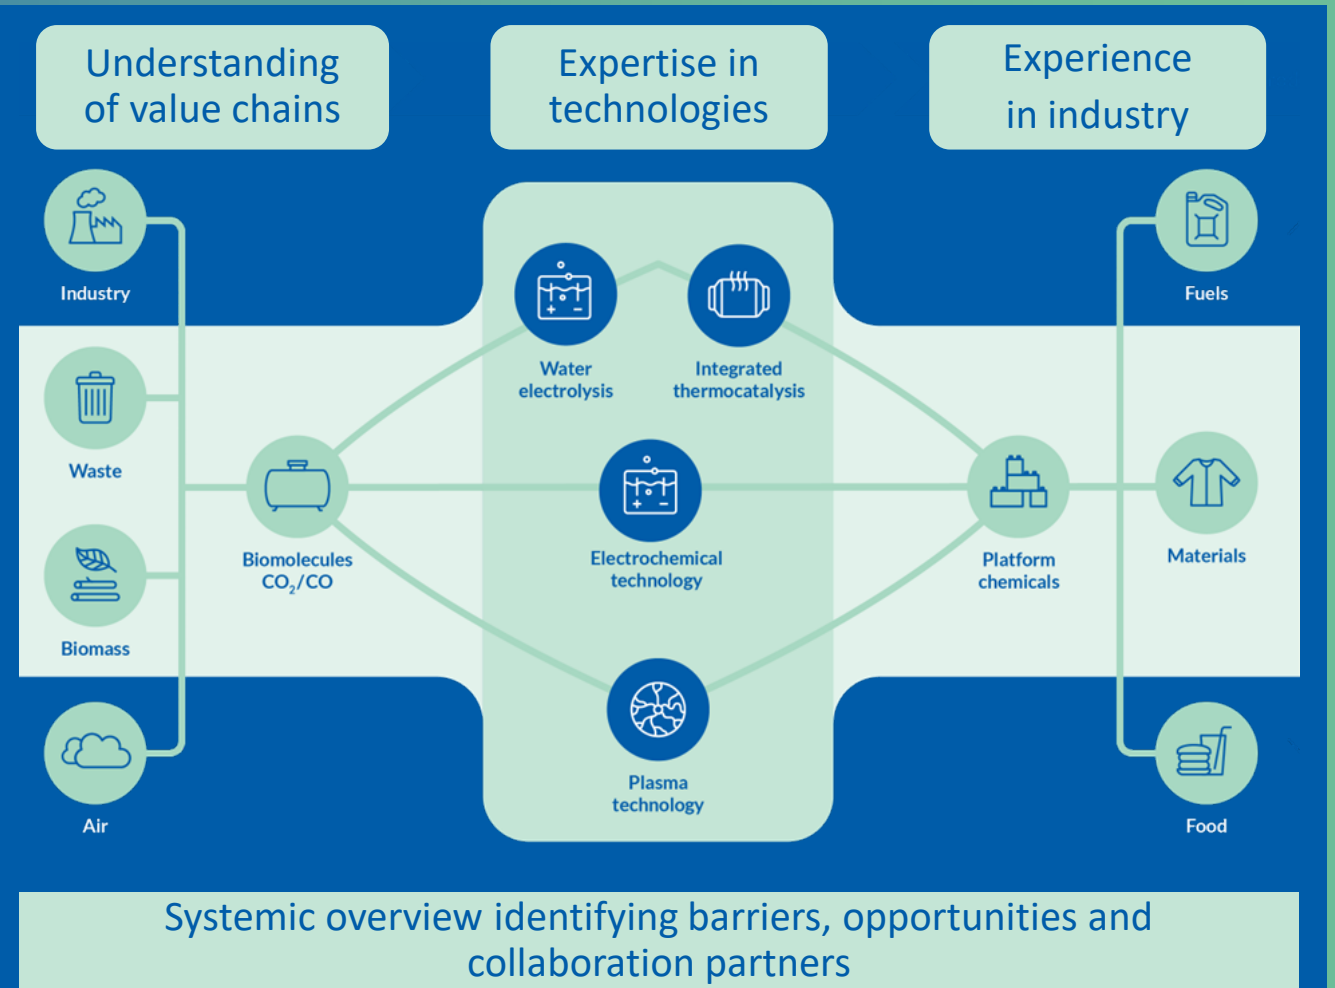 Understanding
of value chains
Expertise in
technologies
Experience
in industry
Industry
Waste
Biomass
Air
Biomolecules
CO₂/CO
Water
electrolysis
Integrated
thermocatalysis
Electrochemical
technology
Plasma
technology
Platform
chemicals
Fuels
Materials
Food
Systemic overview identifying barriers, opportunities and
collaboration partners